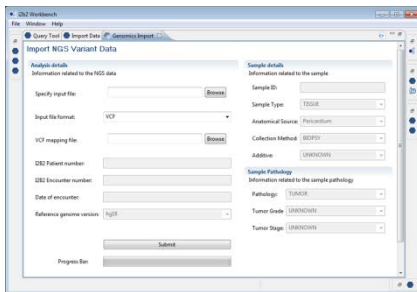 i2b2 Workbench
File Window Help
Query Tool Import Data Genomics Import
Import NGS Variant Data
Analysis details
Information related to the NGS data
Specify input file: Browse
Input file format: VCF
VCF mapping file: Browse
I2B2 Patient number:
I2B2 Encounter number:
Date of encounter:
Reference genome version:
Submit
Progress Bar:
Sample details
Information related to the sample
Sample ID:
Sample Type: TISSUE
Anatomical Source: Pericardium
Collection Method: BIOPSY
Additive: UNKNOWN
Sample Pathology
Information related to the sample pathology
Pathology: TUMOR
Tumor Grade UNKNOWN
Tumor Stage: UNKNOWN